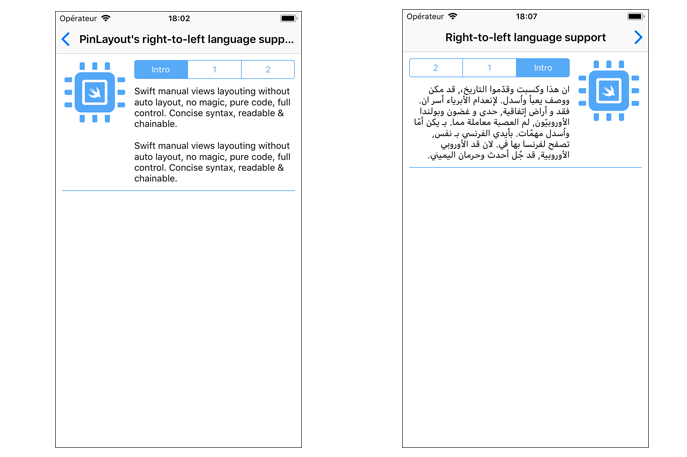 Opérateur 18:02
PinLayout's right-to-left language supp...
Intro 1 2
Swift manual views layouting without
auto layout, no magic, pure code, full
control. Concise syntax, readable &
chainable.
Swift manual views layouting without
auto layout, no magic, pure code, full
control. Concise syntax, readable &
chainable.
Opérateur 18:07
Right-to-left language support
2 1 Intro
ان هذا وكسبت وقدّموا التاريخ،, قد مكن
ووصف يعبأ وأسدل. لإنعدام الأبرياء أسر ان.
فقد و أراض إتفاقية, حدى و غضون وبولندا
الأوروبيّون, لم العصبة معاملة مما. بـ يكن أمّا
وأسدل مهمّات. بأيدي الفرنسي بـ نفس,
تصفح لفرنسا بها في. لان قد الأوروبي
الأوروبية, قد جُل أحدث وحرمان اليميني.